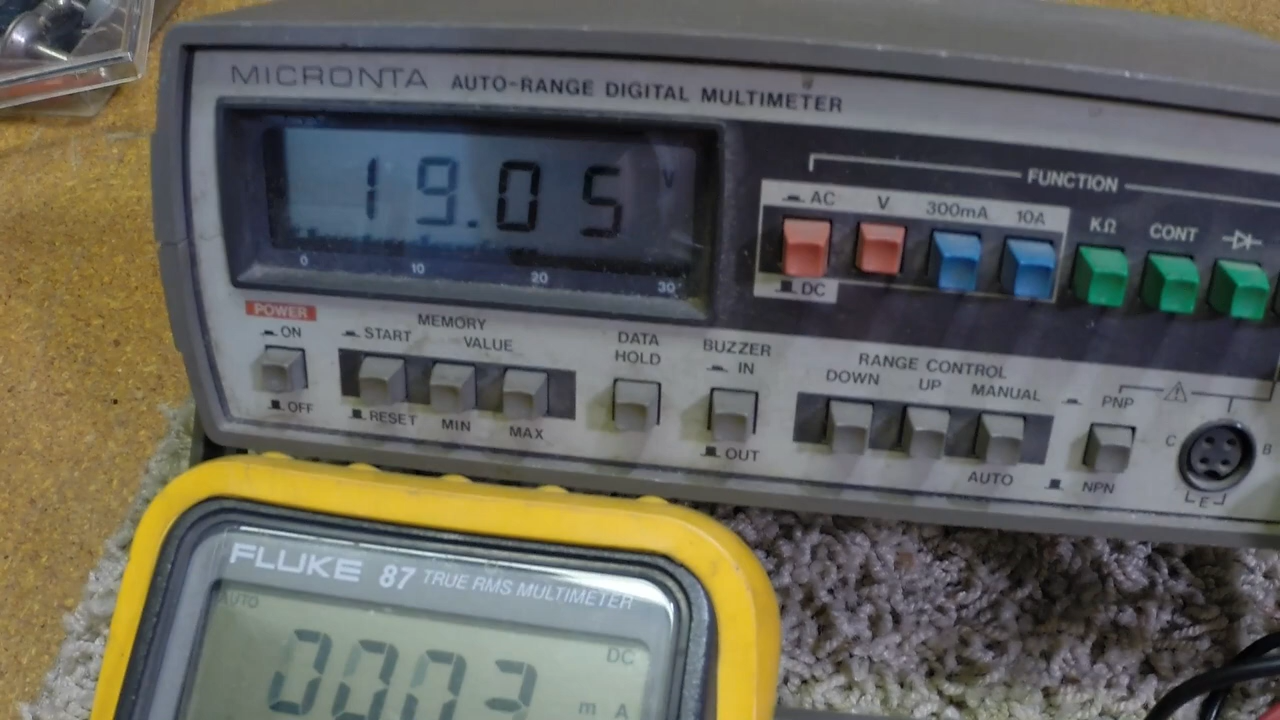 MICRONTA AUTO-RANGE DIGITAL MULTIMETER
19.05 V
0 10 20 30
FUNCTION
AC V 300mA 10A KΩ CONT
DC
POWER
ON
OFF
MEMORY
START VALUE
RESET MIN MAX
DATA
HOLD
BUZZER
IN
OUT
RANGE CONTROL
DOWN UP MANUAL
AUTO
PNP
NPN
C B
E
FLUKE 87 TRUE RMS MULTIMETER
AUTO
DC
mA